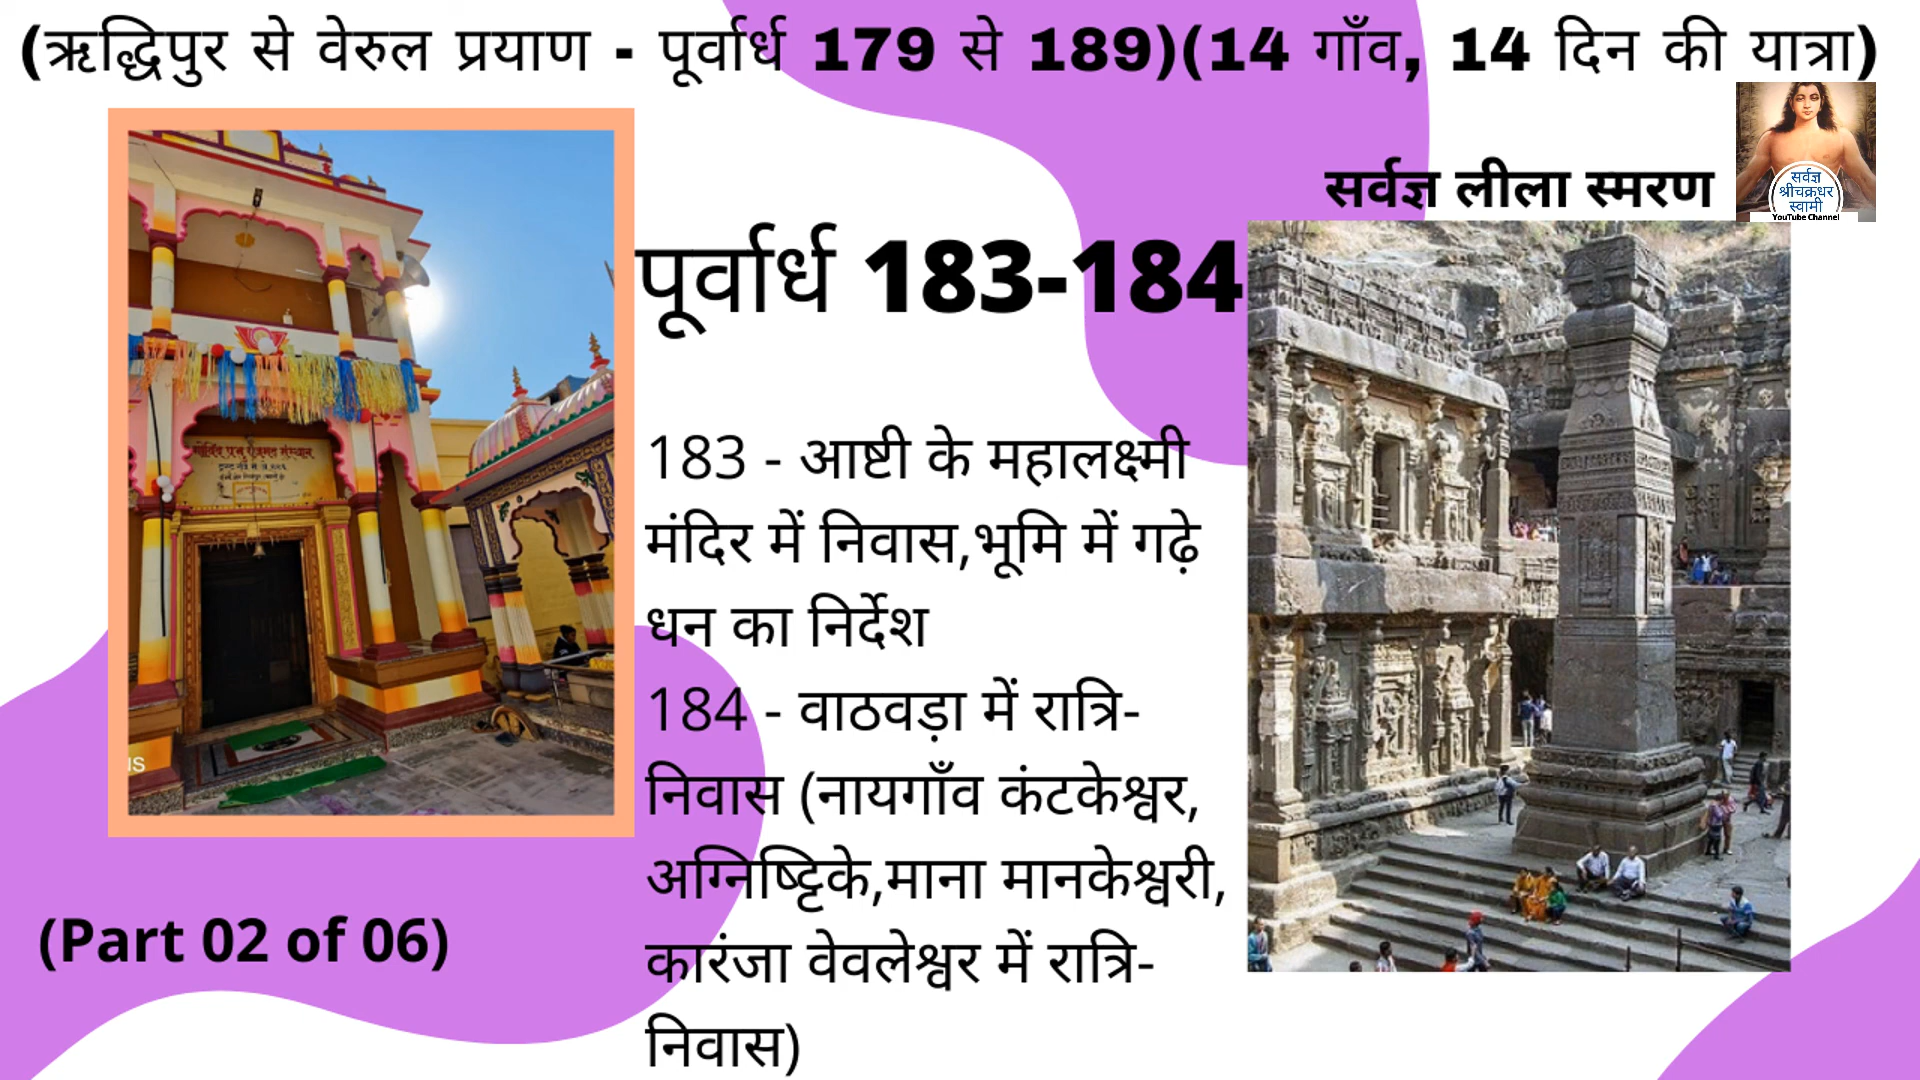 (ऋद्धिपुर से वेरुल प्रयाण - पूर्वार्ध 179 से 189)(14 गाँव, 14 दिन की यात्रा)
सर्वज्ञ लीला स्मरण
सर्वज्ञ
श्रीचक्रधर
स्वामी
YouTube Channel
पूर्वार्ध 183-184
183 - आष्टी के महालक्ष्मी
मंदिर में निवास,भूमि में गढ़े
धन का निर्देश
184 - वाठवड़ा में रात्रि-
निवास (नायगाँव कंटकेश्वर,
अग्निष्ट्टिके,माना मानकेश्वरी,
कारंजा वेवलेश्वर में रात्रि-
निवास)
(Part 02 of 06)